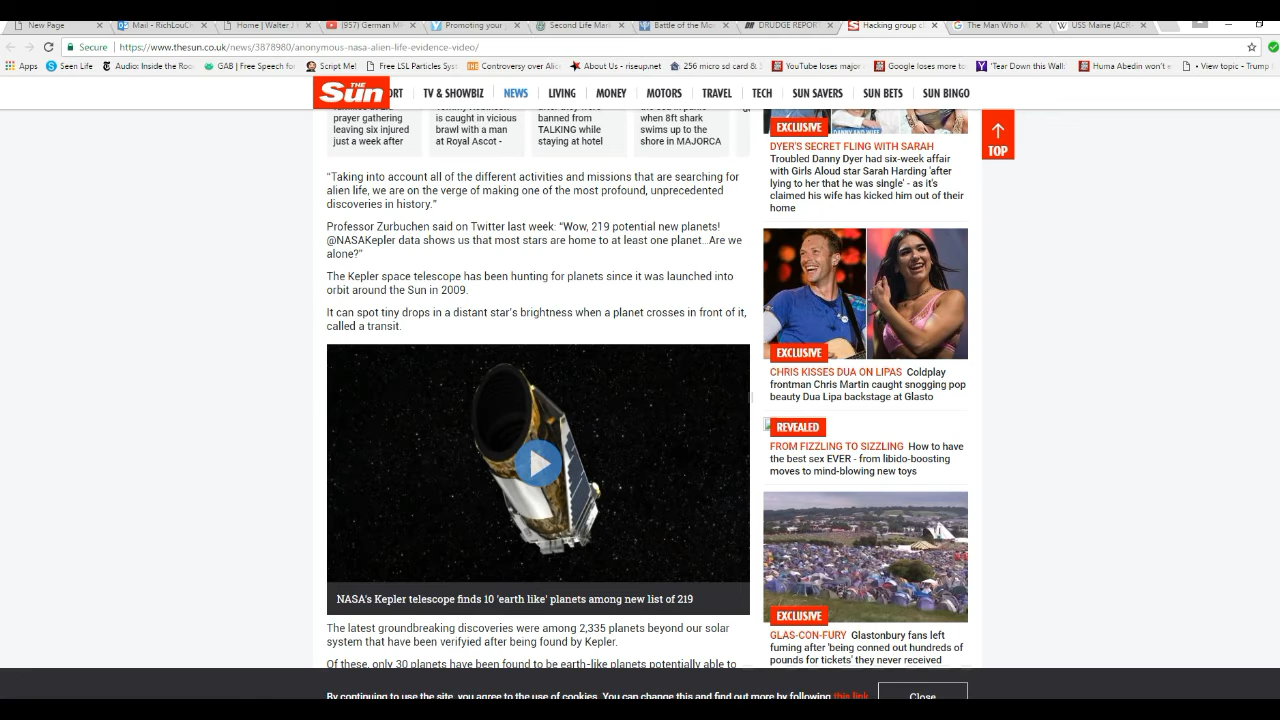 New Page
Mail - RichLouCh
Home | Walter J
(957) German M
Promoting your
Second Life Mark
Battle of the Mo
DRUDGE REPOR
Hacking group cl
The Man Who M
USS Maine (ACR
Secure
https://www.thesun.co.uk/news/3878980/anonymous-nasa-alien-life-evidence-video/
Apps
Seen Life
Audio: Inside the Roo
GAB | Free Speech fo
Script Me!
Free LSL Particles Sys
Controversy over Alic
About Us - riseup.net
256 micro sd card &
YouTube loses major
Google loses more to
'Tear Down this Wall'
Huma Abedin won't e
• View topic - Trump
THE Sun
ORT
TV & SHOWBIZ
NEWS
LIVING
MONEY
MOTORS
TRAVEL
TECH
SUN SAVERS
SUN BETS
SUN BINGO
prayer gathering
leaving six injured
just a week after
is caught in vicious
brawl with a man
at Royal Ascot -
banned from
TALKING while
staying at hotel
when 8ft shark
swims up to the
shore in MAJORCA
“Taking into account all of the different activities and missions that are searching for
alien life, we are on the verge of making one of the most profound, unprecedented
discoveries in history.”
Professor Zurbuchen said on Twitter last week: “Wow, 219 potential new planets!
@NASAKepler data shows us that most stars are home to at least one planet...Are we
alone?”
The Kepler space telescope has been hunting for planets since it was launched into
orbit around the Sun in 2009.
It can spot tiny drops in a distant star’s brightness when a planet crosses in front of it,
called a transit.
NASA's Kepler telescope finds 10 'earth like' planets among new list of 219
The latest groundbreaking discoveries were among 2,335 planets beyond our solar
system that have been verifyied after being found by Kepler.
Of these, only 30 planets have been found to be earth-like planets potentially able to
EXCLUSIVE
DYER'S SECRET FLING WITH SARAH
Troubled Danny Dyer had six-week affair
with Girls Aloud star Sarah Harding 'after
lying to her that he was single' - as it's
claimed his wife has kicked him out of their
home
EXCLUSIVE
CHRIS KISSES DUA ON LIPAS Coldplay
frontman Chris Martin caught snogging pop
beauty Dua Lipa backstage at Glasto
REVEALED
FROM FIZZLING TO SIZZLING How to have
the best sex EVER - from libido-boosting
moves to mind-blowing new toys
EXCLUSIVE
GLAS-CON-FURY Glastonbury fans left
fuming after 'being conned out hundreds of
pounds for tickets' they never received
TOP
By continuing to use the site, you agree to the use of cookies. You can change this and find out more by following this link
Close